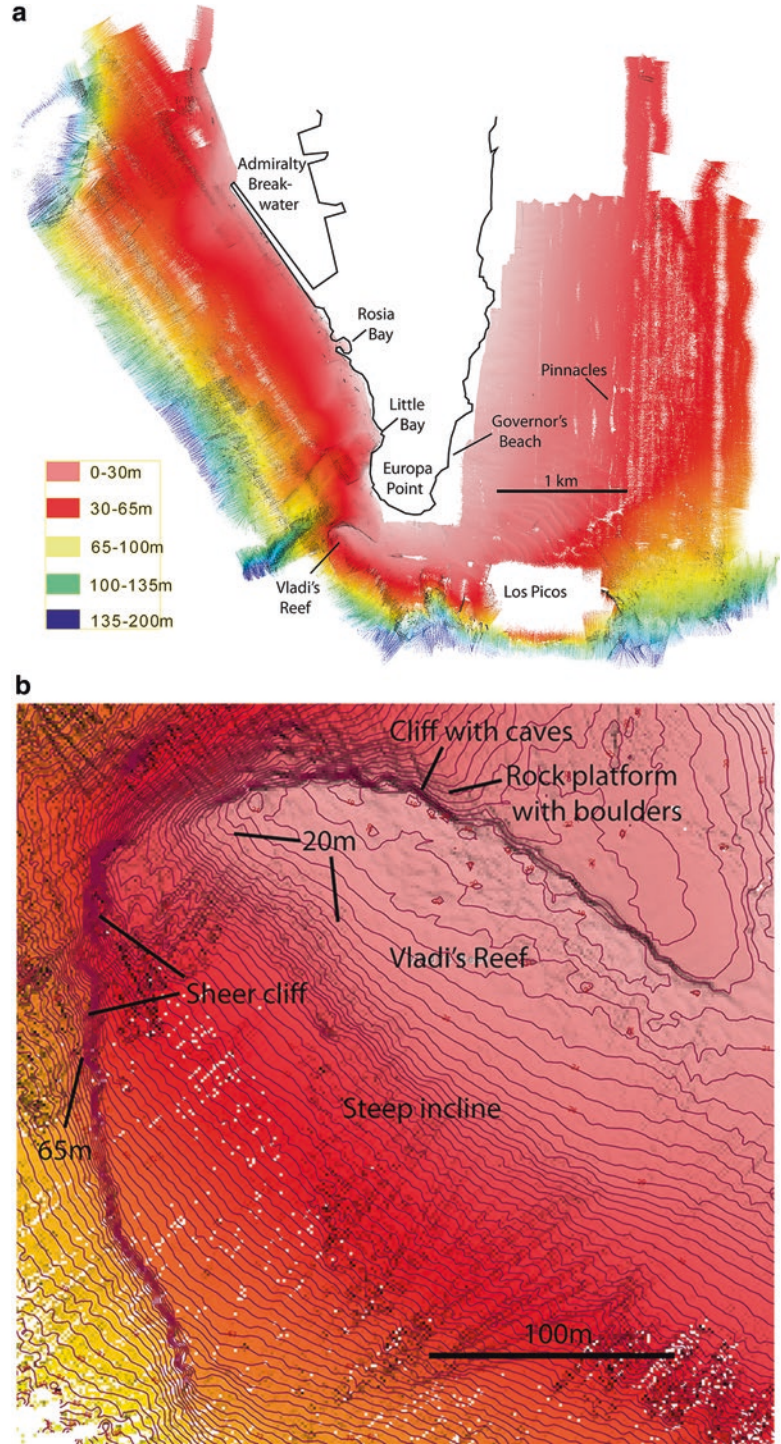 a
Admiralty
Break-
water
Rosia
Bay
Pinnacles
Little
Bay
Governor's
Beach
Europa
Point
1 km
0-30m
30-65m
65-100m
100-135m
135-200m
Vladi's
Reef
Los Picos
b
Cliff with caves
Rock platform
with boulders
20m
Vladi's Reef
Sheer cliff
Steep incline
65m
100m